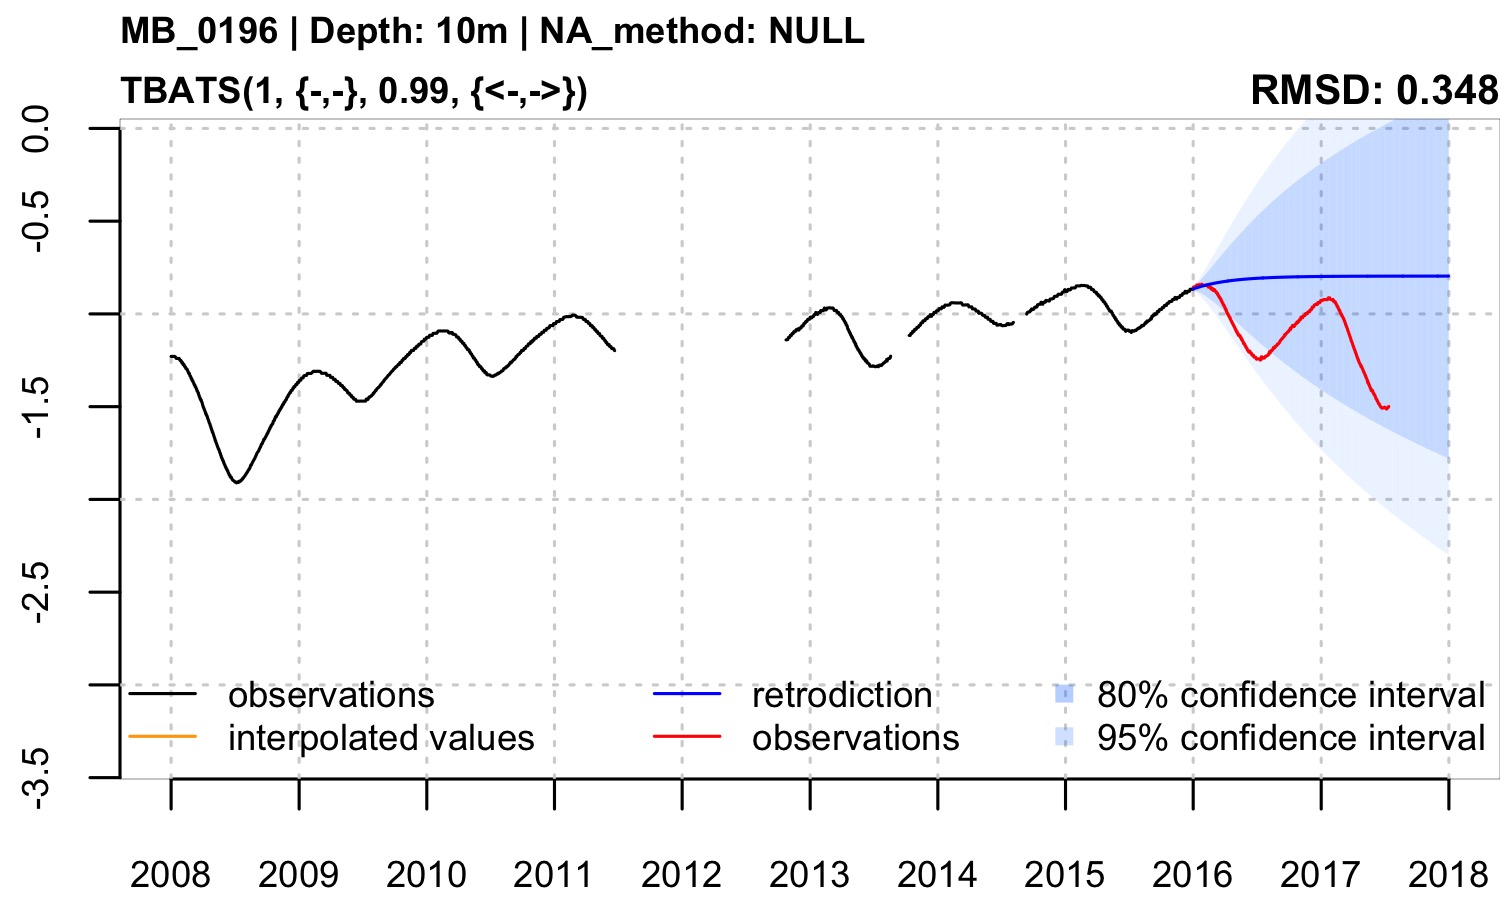 MB_0196 | Depth: 10m | NA_method: NULL
TBATS(1, {-,-}, 0.99, {<-,->})
RMSD: 0.348
0.0
-0.5
-1.5
-2.5
-3.5
observations
retrodiction
80% confidence interval
interpolated values
observations
95% confidence interval
2008 2009 2010 2011 2012 2013 2014 2015 2016 2017 2018